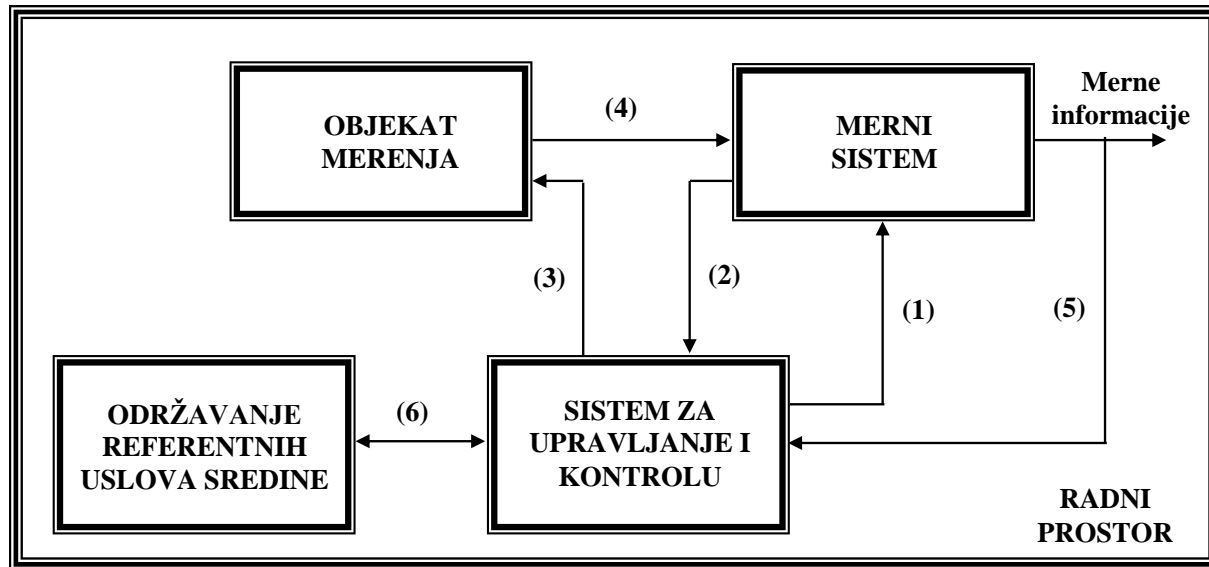 OBJEKAT
MERENJA
(4)
MERNI
SISTEM
Merne
informacije
(3)
(2)
(1)
(5)
ODRŽAVANJE
REFERENTNIH
USLOVA SREDINE
(6)
SISTEM ZA
UPRAVLJANJE I
KONTROLU
RADNI
PROSTOR